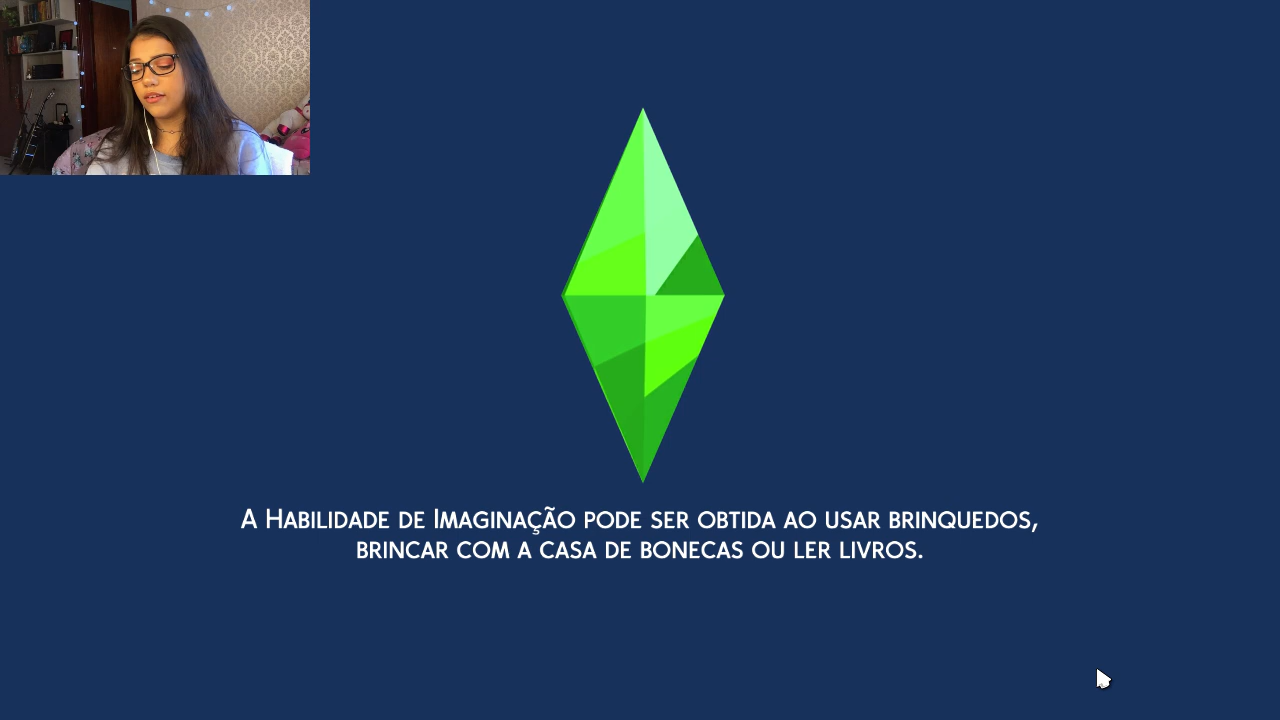 A Habilidade de Imaginação pode ser obtida ao usar brinquedos,
brincar com a casa de bonecas ou ler livros.